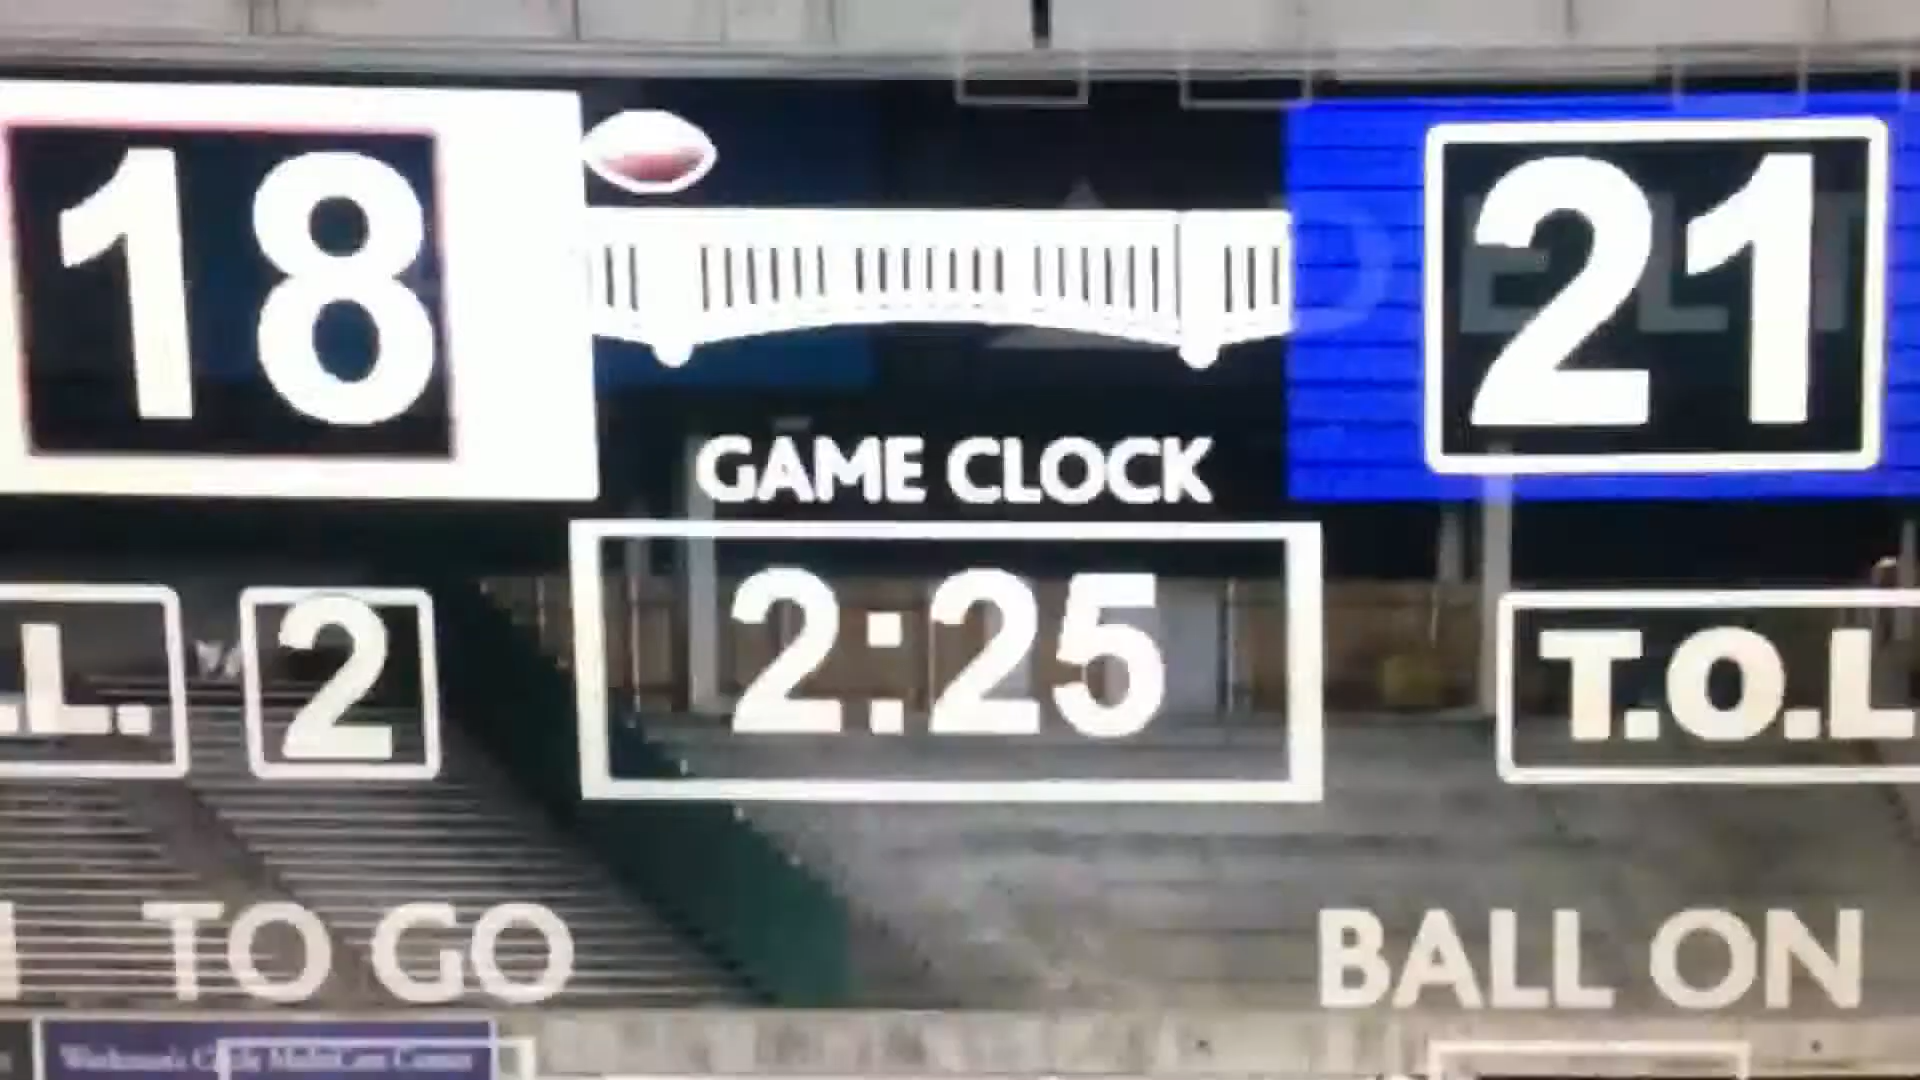 18
21
GAME CLOCK
2:25
.L.
2
T.O.L
TO GO
BALL ON